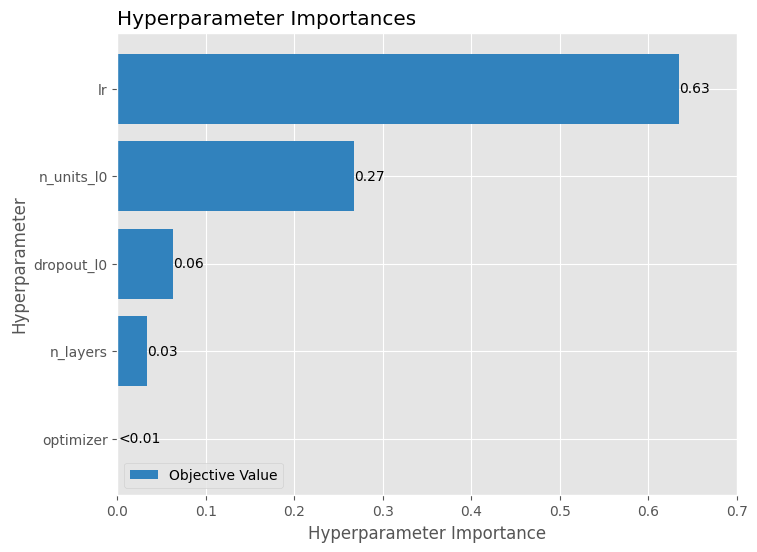 Hyperparameter Importances
lr
0.63
n_units_l0
0.27
dropout_l0
0.06
n_layers
0.03
optimizer
<0.01
Objective Value
0.0 0.1 0.2 0.3 0.4 0.5 0.6 0.7
Hyperparameter Importance
Hyperparameter